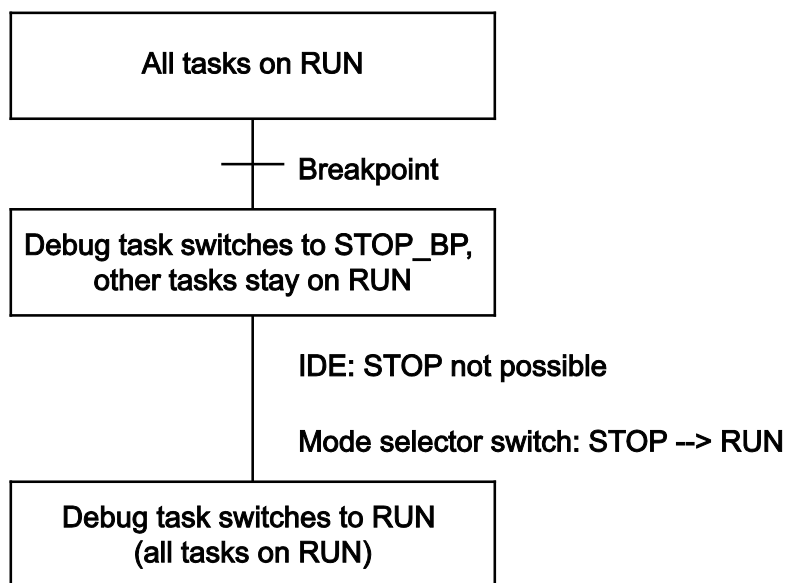 All tasks on RUN
Breakpoint
Debug task switches to STOP_BP,
other tasks stay on RUN
IDE: STOP not possible
Mode selector switch: STOP --> RUN
Debug task switches to RUN
(all tasks on RUN)